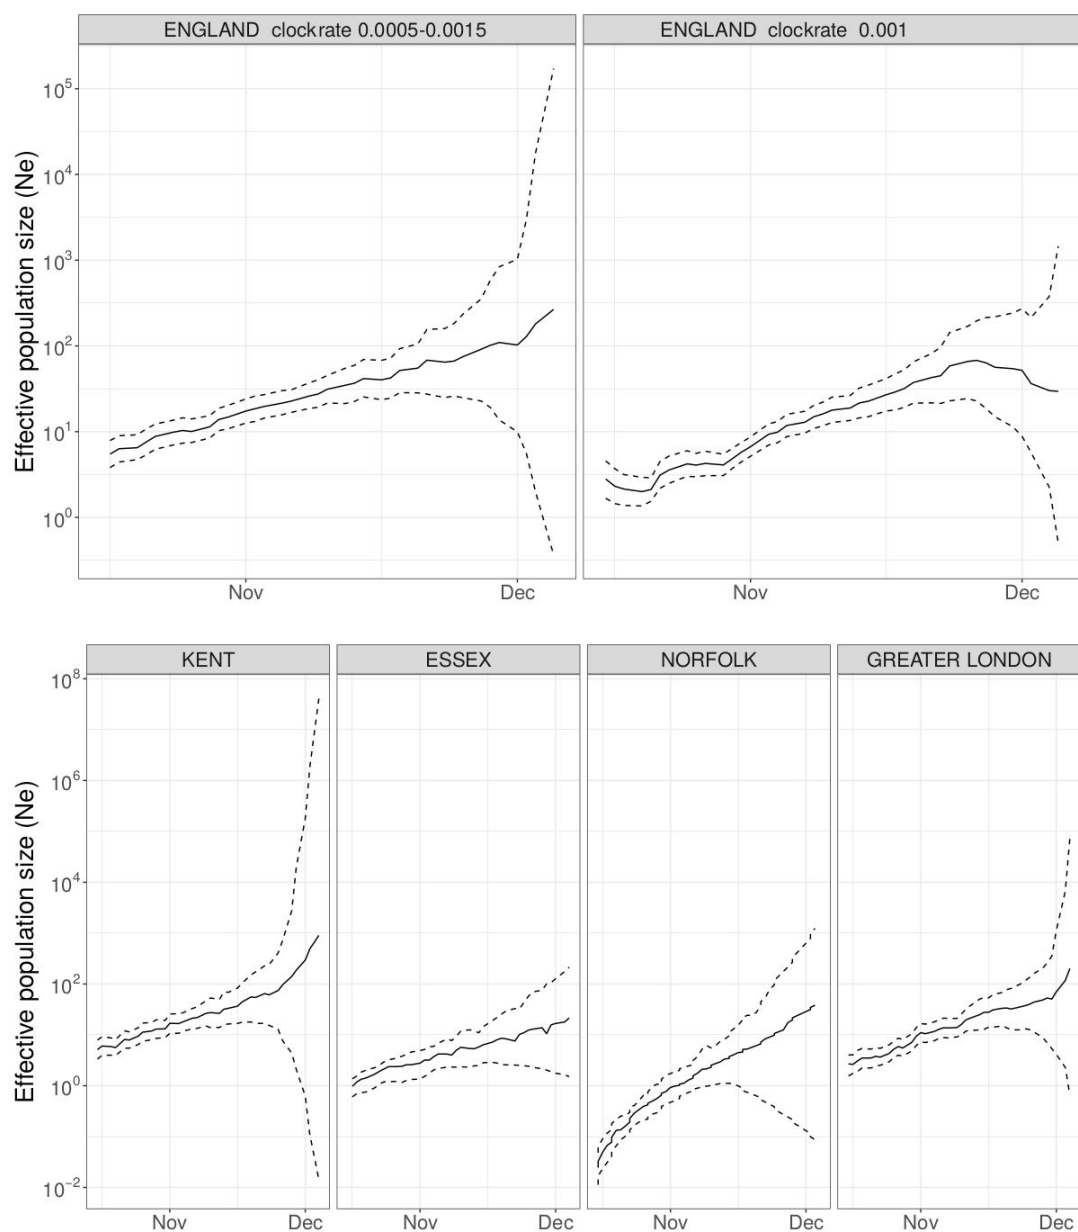 ENGLAND clockrate 0.0005-0.0015
ENGLAND clockrate 0.001
Effective population size (Ne)
10^5
10^4
10^3
10^2
10^1
10^0
Nov
Dec
Nov
Dec
KENT
ESSEX
NORFOLK
GREATER LONDON
Effective population size (Ne)
10^8
10^6
10^4
10^2
10^0
10^−2
Nov
Dec
Nov
Dec
Nov
Dec
Nov
Dec